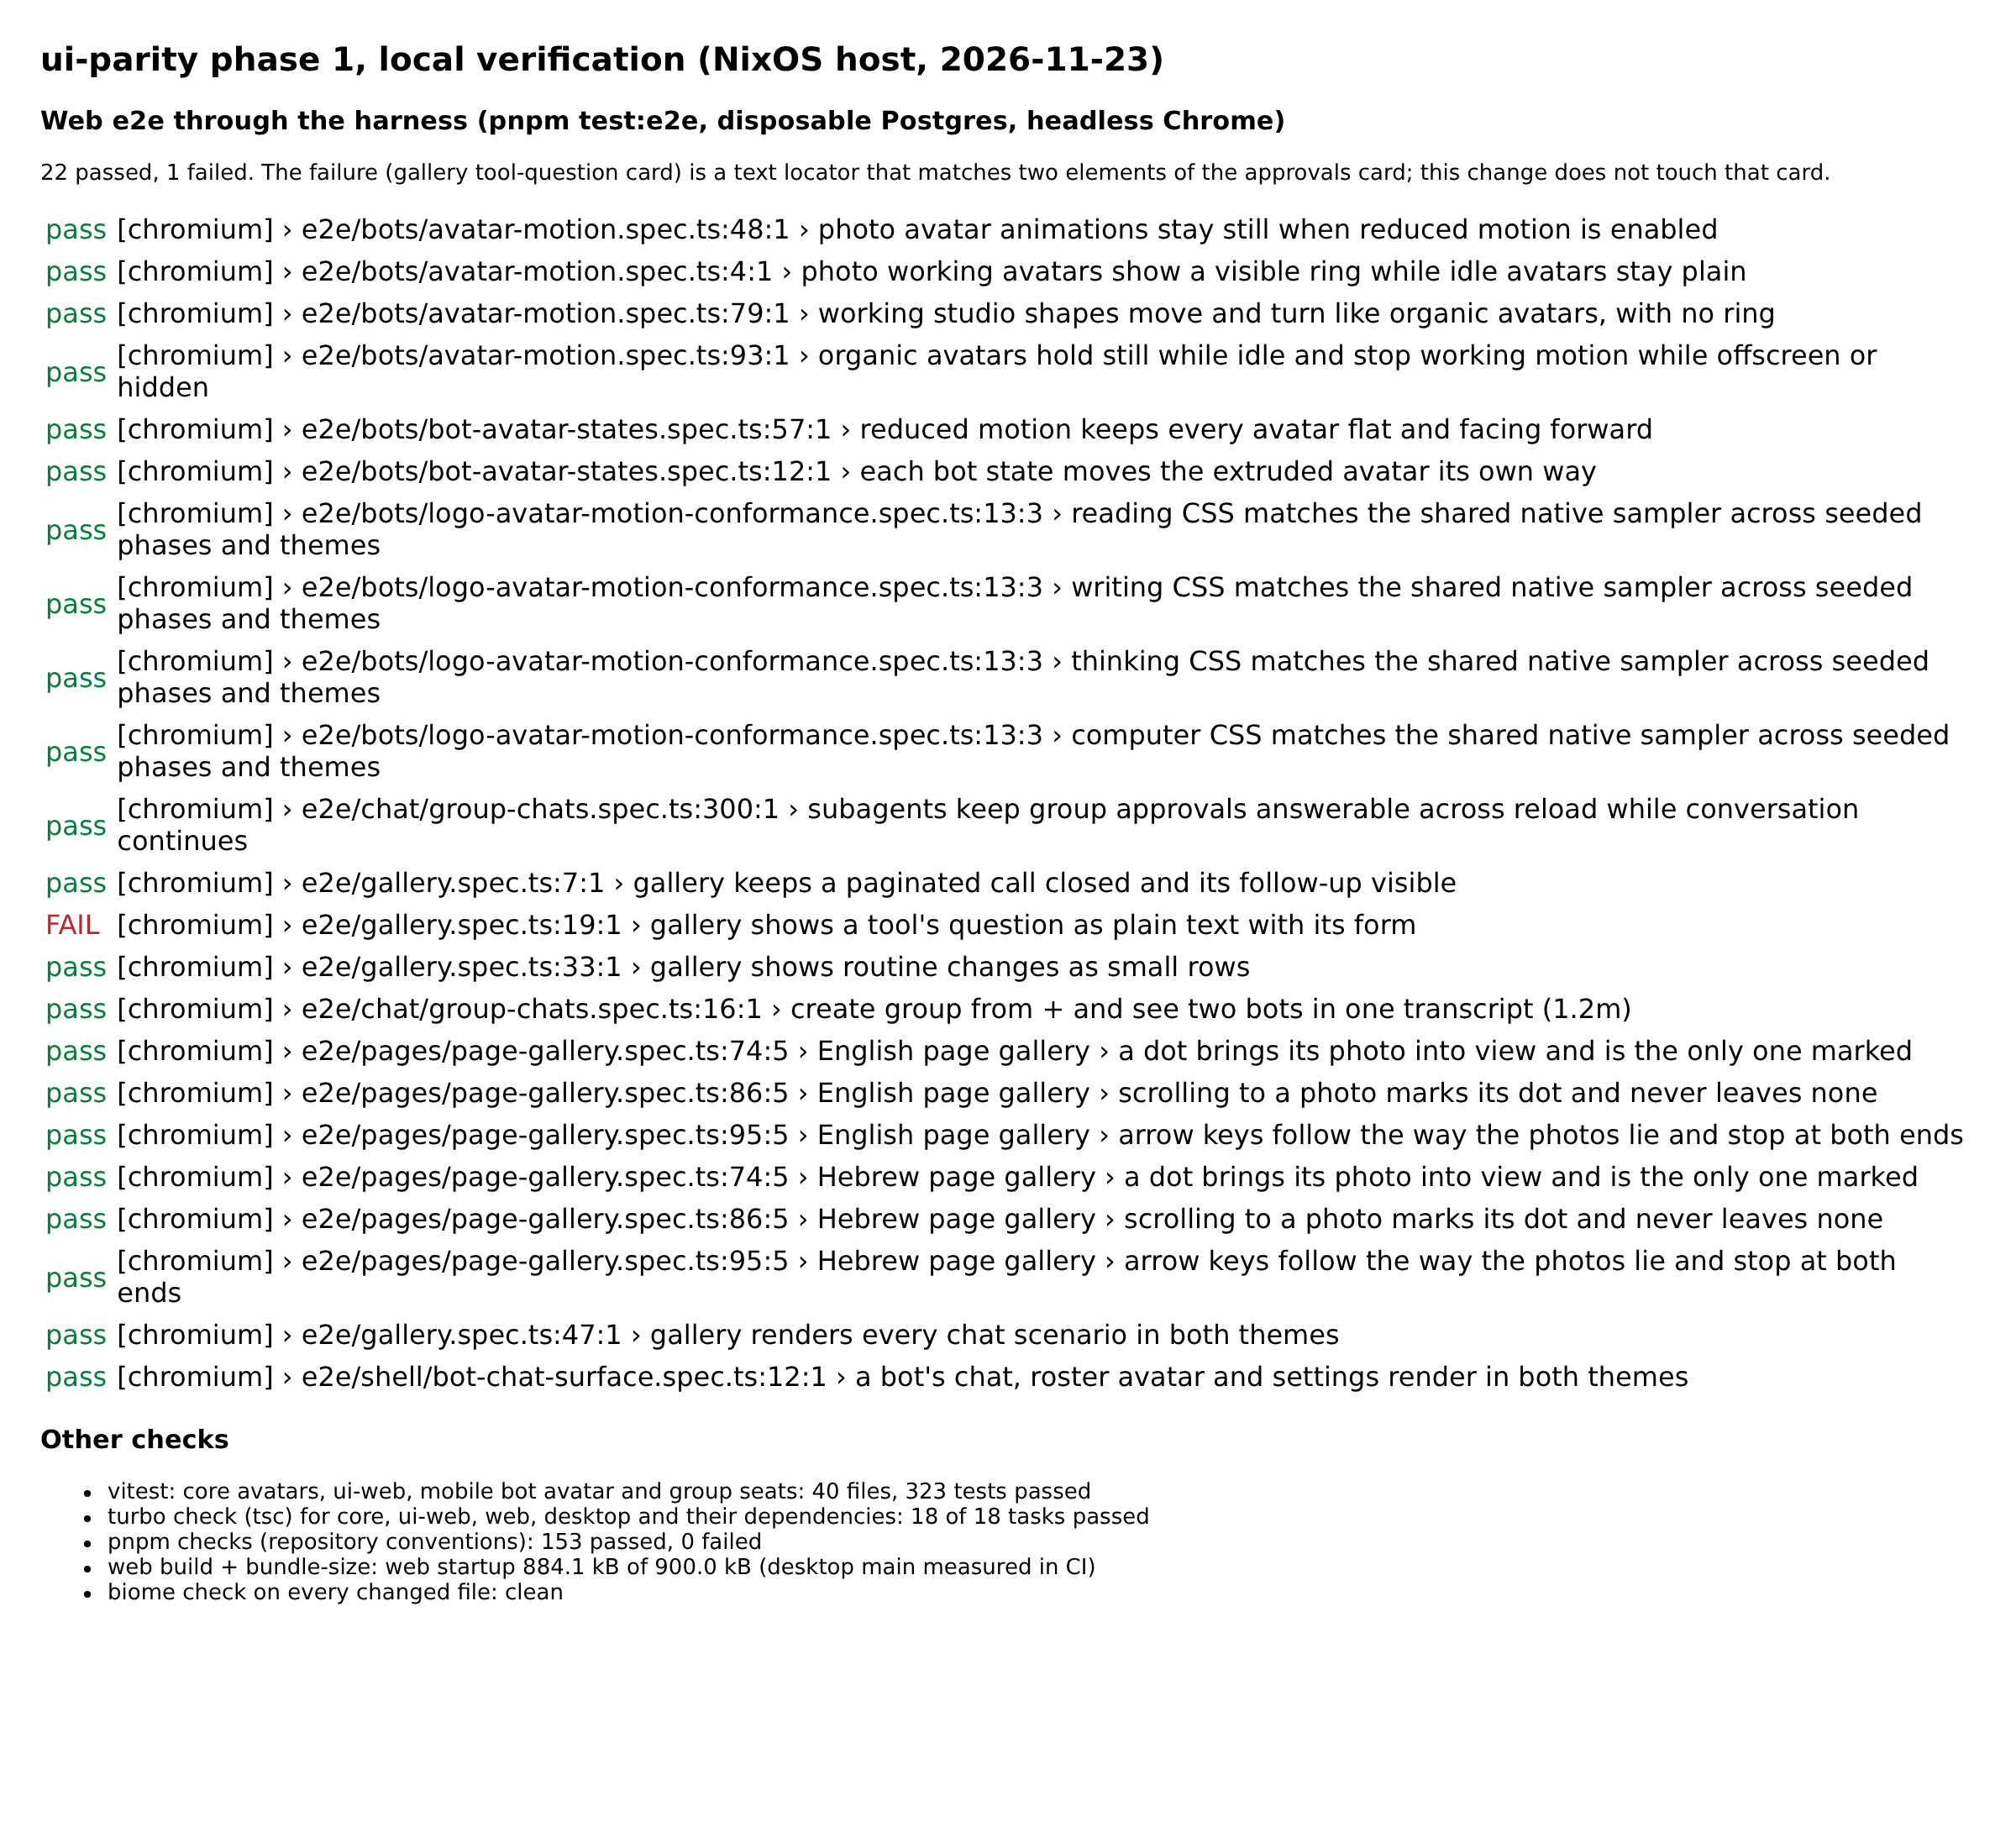 ui-parity phase 1, local verification (NixOS host, 2026-11-23)
Web e2e through the harness (pnpm test:e2e, disposable Postgres, headless Chrome)
22 passed, 1 failed. The failure (gallery tool-question card) is a text locator that matches two elements of the approvals card; this change does not touch that card.
pass [chromium] › e2e/bots/avatar-motion.spec.ts:48:1 › photo avatar animations stay still when reduced motion is enabled
pass [chromium] › e2e/bots/avatar-motion.spec.ts:4:1 › photo working avatars show a visible ring while idle avatars stay plain
pass [chromium] › e2e/bots/avatar-motion.spec.ts:79:1 › working studio shapes move and turn like organic avatars, with no ring
pass [chromium] › e2e/bots/avatar-motion.spec.ts:93:1 › organic avatars hold still while idle and stop working motion while offscreen or
hidden
pass [chromium] › e2e/bots/bot-avatar-states.spec.ts:57:1 › reduced motion keeps every avatar flat and facing forward
pass [chromium] › e2e/bots/bot-avatar-states.spec.ts:12:1 › each bot state moves the extruded avatar its own way
pass [chromium] › e2e/bots/logo-avatar-motion-conformance.spec.ts:13:3 › reading CSS matches the shared native sampler across seeded
phases and themes
pass [chromium] › e2e/bots/logo-avatar-motion-conformance.spec.ts:13:3 › writing CSS matches the shared native sampler across seeded
phases and themes
pass [chromium] › e2e/bots/logo-avatar-motion-conformance.spec.ts:13:3 › thinking CSS matches the shared native sampler across seeded
phases and themes
pass [chromium] › e2e/bots/logo-avatar-motion-conformance.spec.ts:13:3 › computer CSS matches the shared native sampler across seeded
phases and themes
pass [chromium] › e2e/chat/group-chats.spec.ts:300:1 › subagents keep group approvals answerable across reload while conversation
continues
pass [chromium] › e2e/gallery.spec.ts:7:1 › gallery keeps a paginated call closed and its follow-up visible
FAIL [chromium] › e2e/gallery.spec.ts:19:1 › gallery shows a tool's question as plain text with its form
pass [chromium] › e2e/gallery.spec.ts:33:1 › gallery shows routine changes as small rows
pass [chromium] › e2e/chat/group-chats.spec.ts:16:1 › create group from + and see two bots in one transcript (1.2m)
pass [chromium] › e2e/pages/page-gallery.spec.ts:74:5 › English page gallery › a dot brings its photo into view and is the only one marked
pass [chromium] › e2e/pages/page-gallery.spec.ts:86:5 › English page gallery › scrolling to a photo marks its dot and never leaves none
pass [chromium] › e2e/pages/page-gallery.spec.ts:95:5 › English page gallery › arrow keys follow the way the photos lie and stop at both ends
pass [chromium] › e2e/pages/page-gallery.spec.ts:74:5 › Hebrew page gallery › a dot brings its photo into view and is the only one marked
pass [chromium] › e2e/pages/page-gallery.spec.ts:86:5 › Hebrew page gallery › scrolling to a photo marks its dot and never leaves none
pass [chromium] › e2e/pages/page-gallery.spec.ts:95:5 › Hebrew page gallery › arrow keys follow the way the photos lie and stop at both
ends
pass [chromium] › e2e/gallery.spec.ts:47:1 › gallery renders every chat scenario in both themes
pass [chromium] › e2e/shell/bot-chat-surface.spec.ts:12:1 › a bot's chat, roster avatar and settings render in both themes
Other checks
• vitest: core avatars, ui-web, mobile bot avatar and group seats: 40 files, 323 tests passed
• turbo check (tsc) for core, ui-web, web, desktop and their dependencies: 18 of 18 tasks passed
• pnpm checks (repository conventions): 153 passed, 0 failed
• web build + bundle-size: web startup 884.1 kB of 900.0 kB (desktop main measured in CI)
• biome check on every changed file: clean